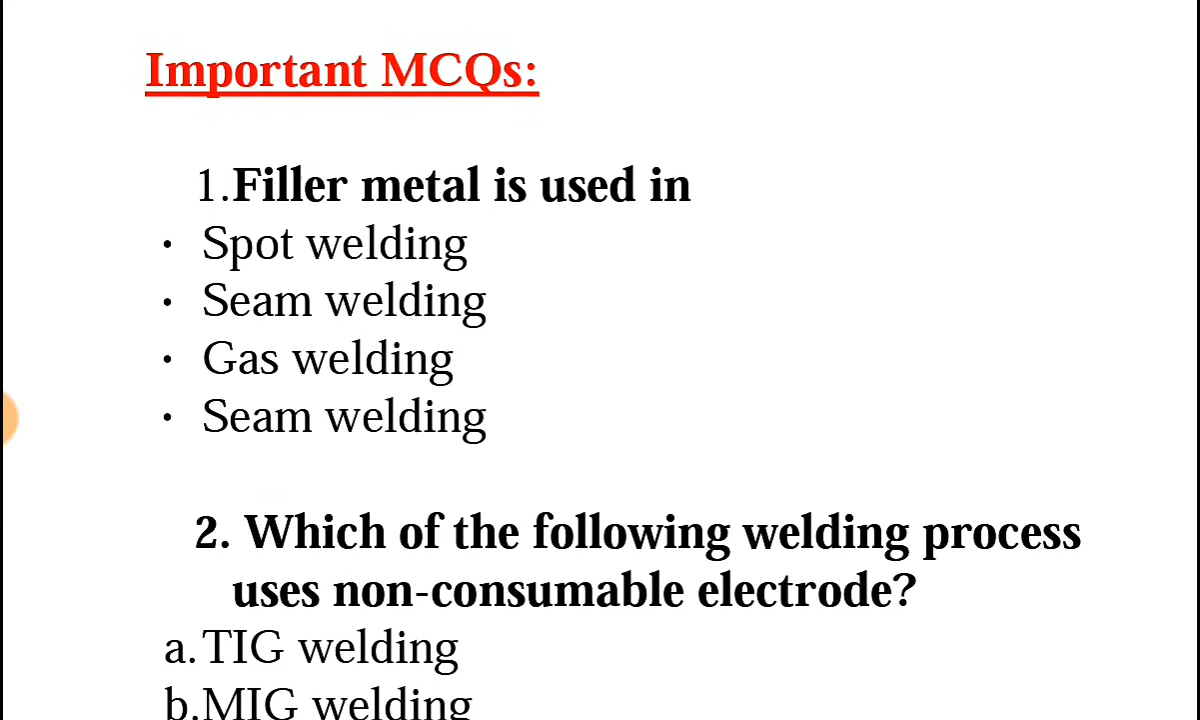 Important MCQs:
1.Filler metal is used in
· Spot welding
· Seam welding
· Gas welding
· Seam welding
2. Which of the following welding process
uses non-consumable electrode?
a.TIG welding
b.MIG welding